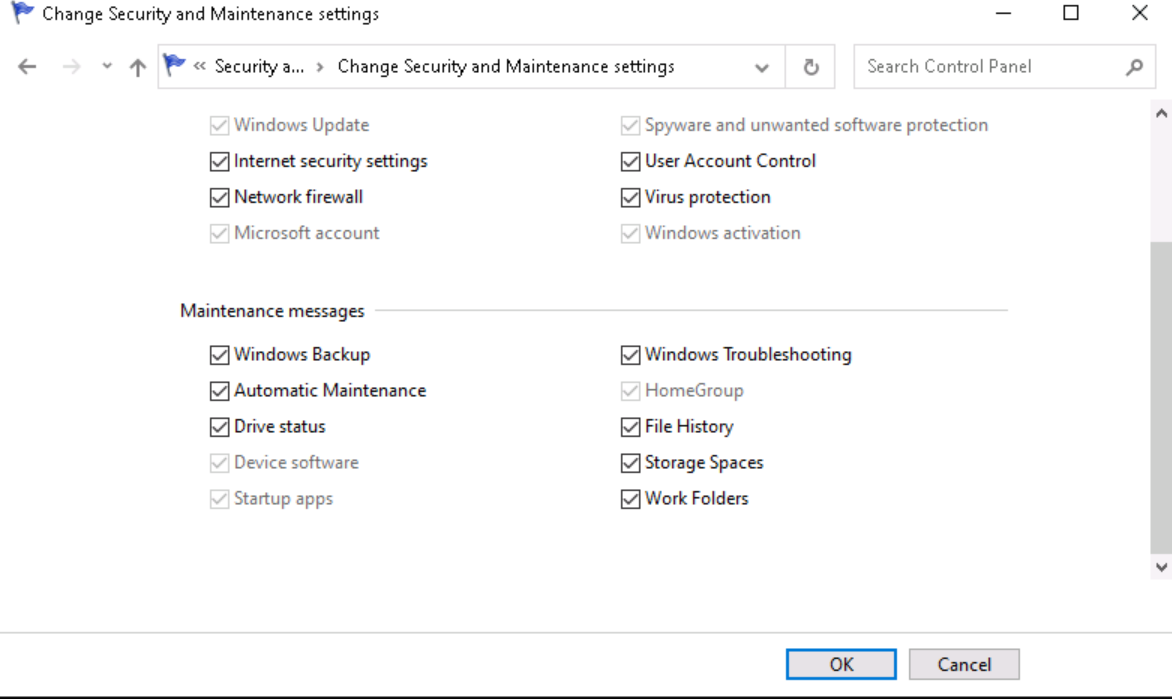 Change Security and Maintenance settings
« Security a... › Change Security and Maintenance settings
Search Control Panel
Windows Update
Spyware and unwanted software protection
Internet security settings
User Account Control
Network firewall
Virus protection
Microsoft account
Windows activation
Maintenance messages
Windows Backup
Windows Troubleshooting
Automatic Maintenance
HomeGroup
Drive status
File History
Device software
Storage Spaces
Startup apps
Work Folders
OK
Cancel